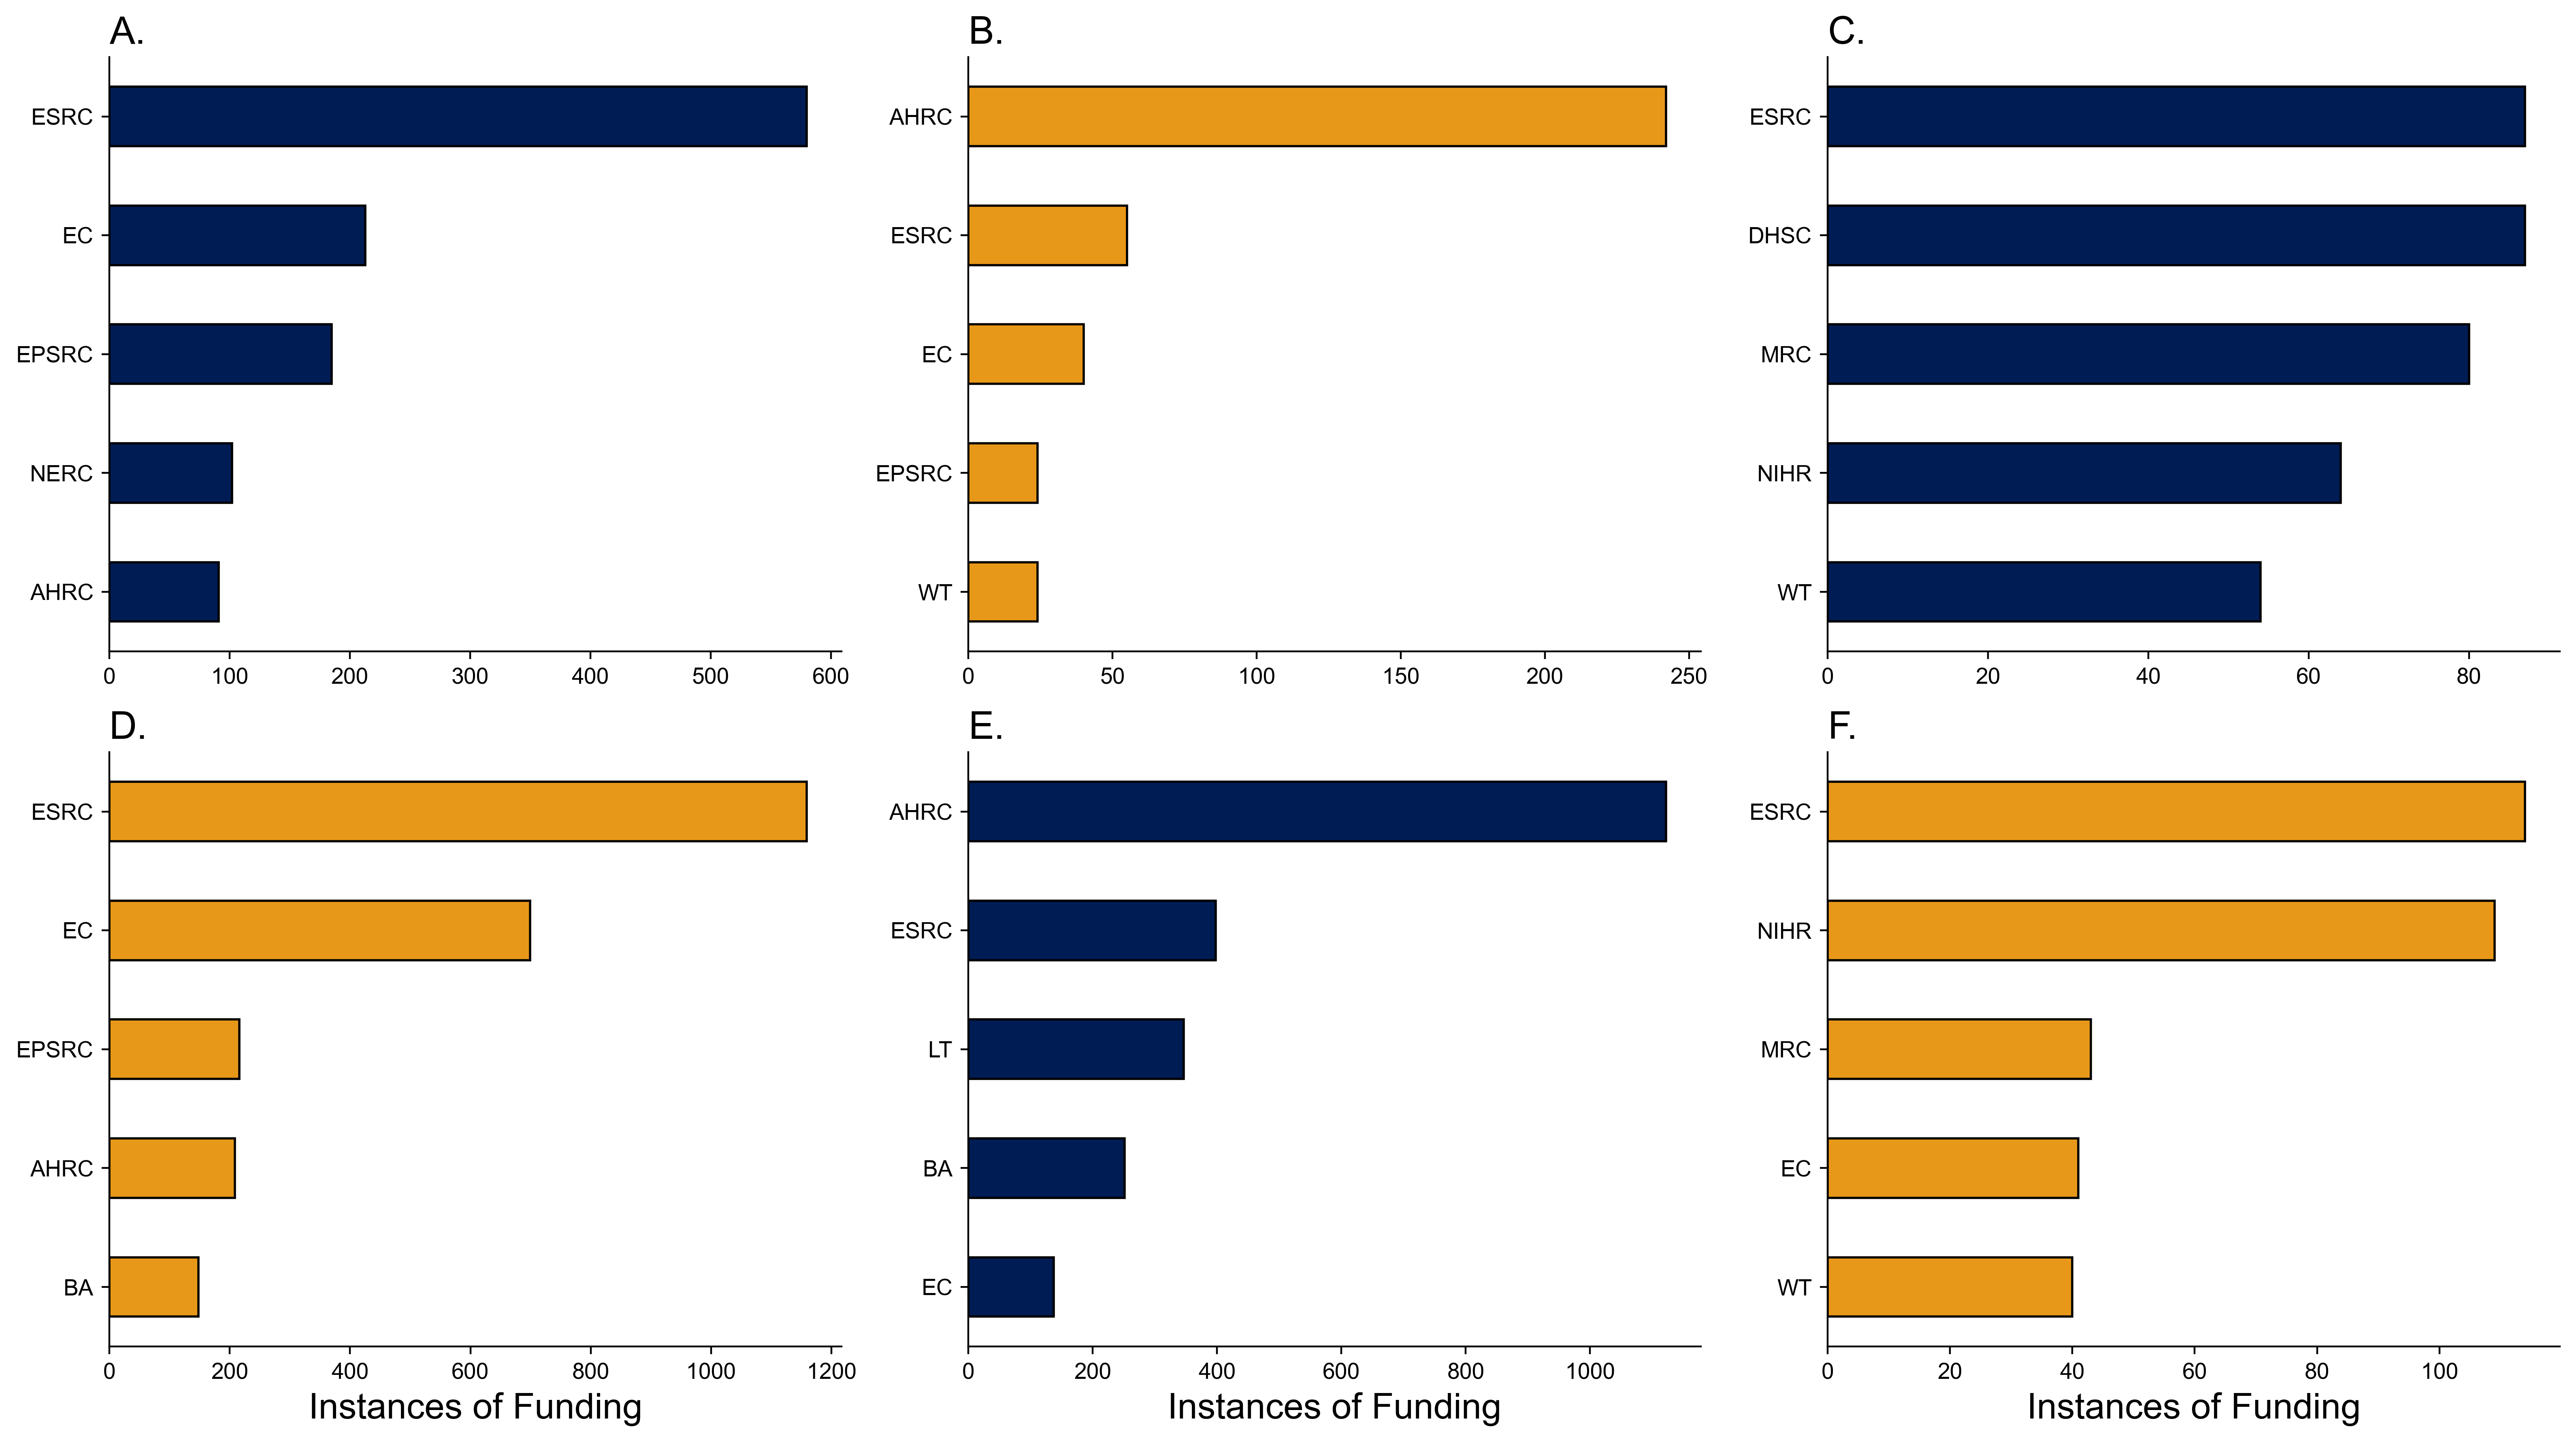 A.
ESRC
EC
EPSRC
NERC
AHRC
0 100 200 300 400 500 600
B.
AHRC
ESRC
EC
EPSRC
WT
0 50 100 150 200 250
C.
ESRC
DHSC
MRC
NIHR
WT
0 20 40 60 80
D.
ESRC
EC
EPSRC
AHRC
BA
0 200 400 600 800 1000 1200
Instances of Funding
E.
AHRC
ESRC
LT
BA
EC
0 200 400 600 800 1000
Instances of Funding
F.
ESRC
NIHR
MRC
EC
WT
0 20 40 60 80 100
Instances of Funding